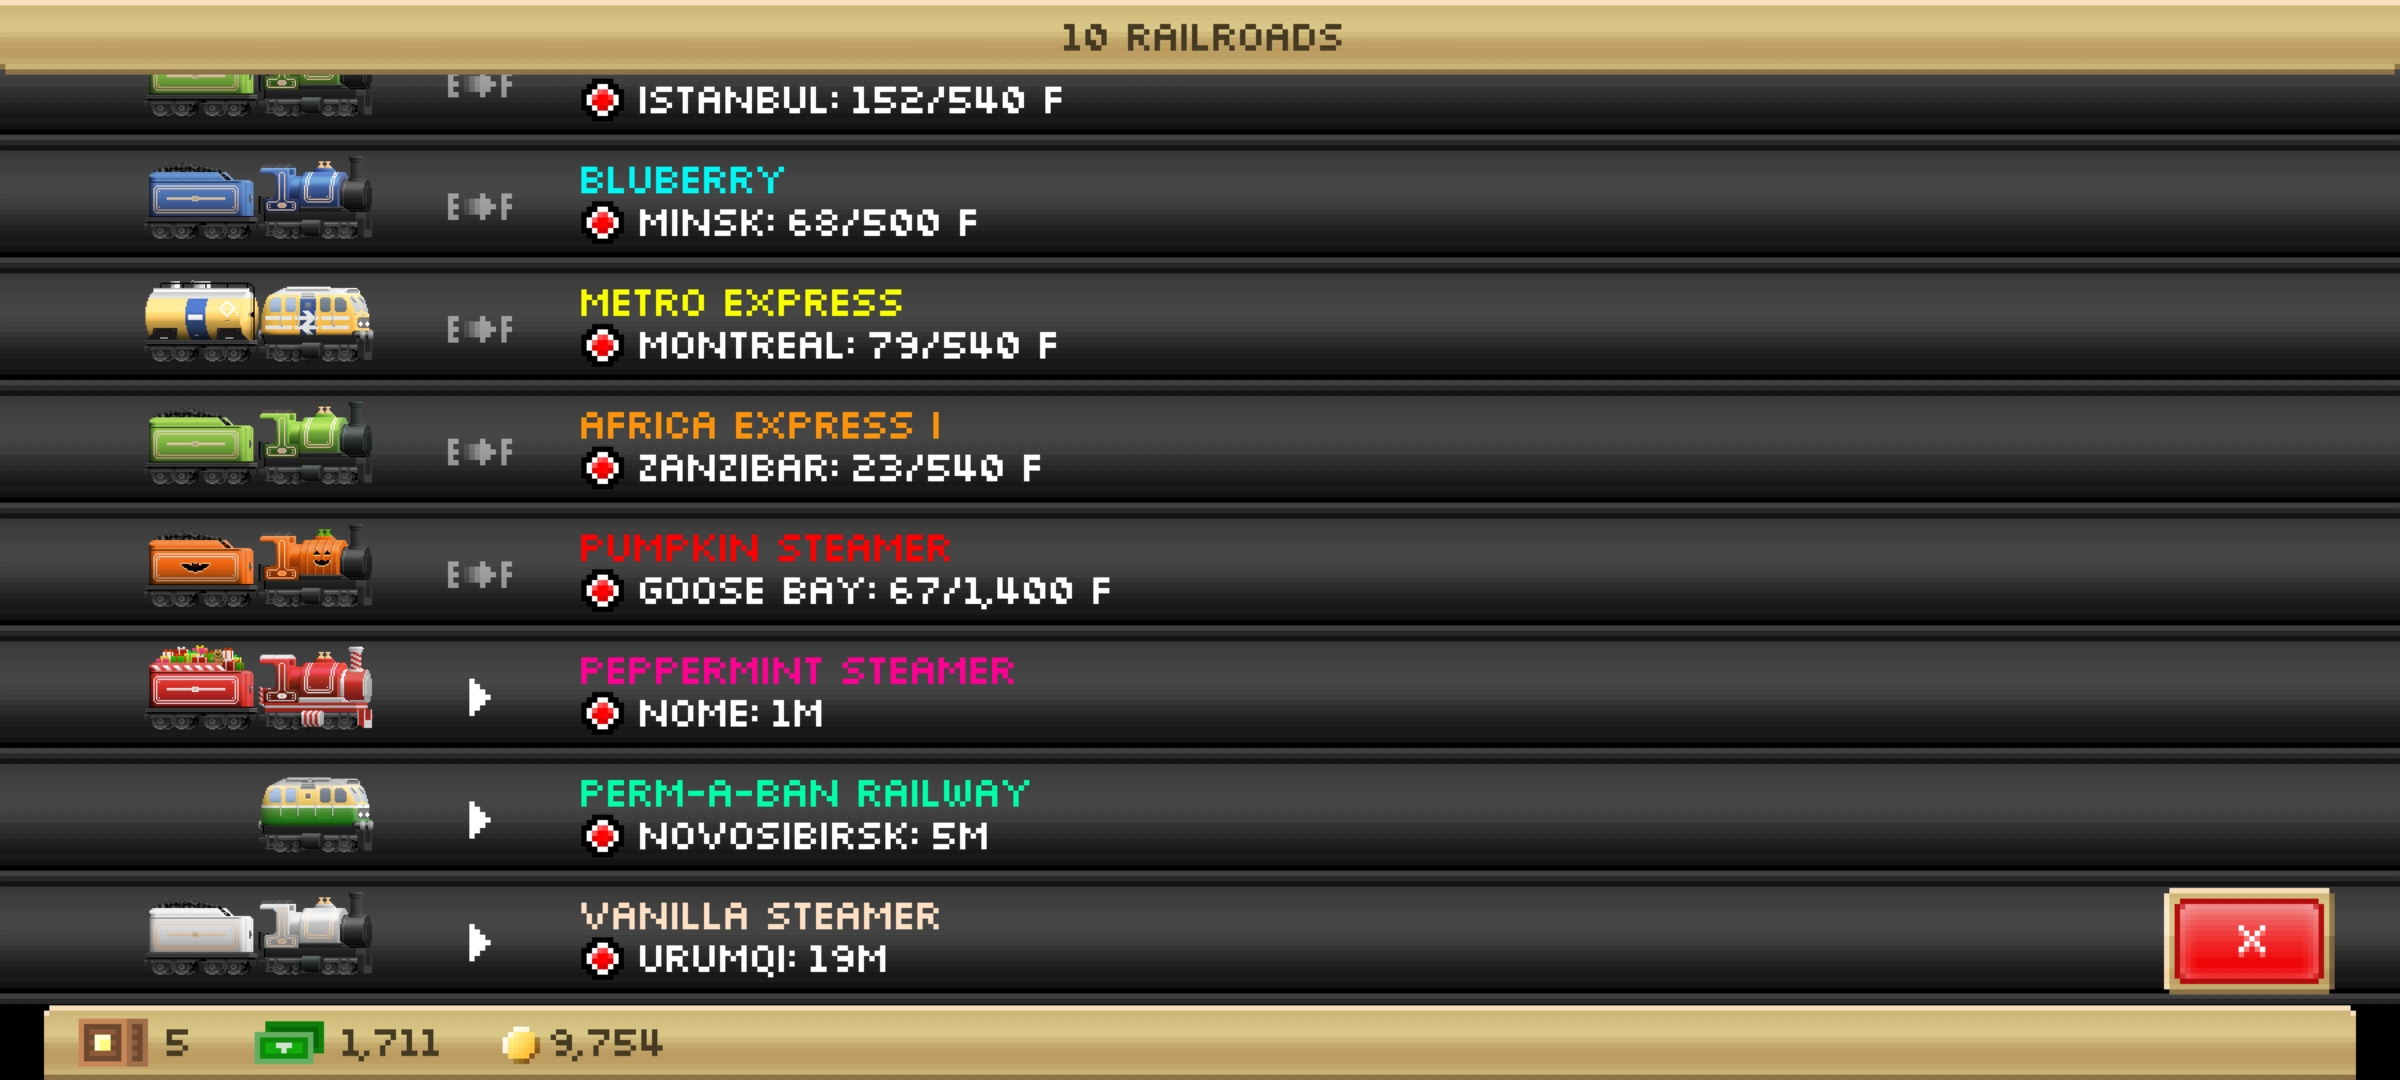 10 RAILROADS
E F
ISTANBUL: 152/540 F
BLUBERRY
E F
MINSK: 68/500 F
METRO EXPRESS
E F
MONTREAL: 79/540 F
AFRICA EXPRESS I
E F
ZANZIBAR: 23/540 F
PUMPKIN STEAMER
E F
GOOSE BAY: 67/1,400 F
PEPPERMINT STEAMER
NOME: 1M
PERM-A-BAN RAILWAY
NOVOSIBIRSK: 5M
VANILLA STEAMER
URUMQI: 19M
X
5 1,711 9,754